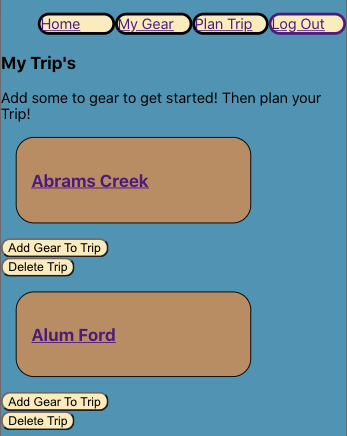 Home My Gear Plan Trip Log Out
My Trip's
Add some to gear to get started! Then plan your
Trip!
Abrams Creek
Add Gear To Trip
Delete Trip
Alum Ford
Add Gear To Trip
Delete Trip